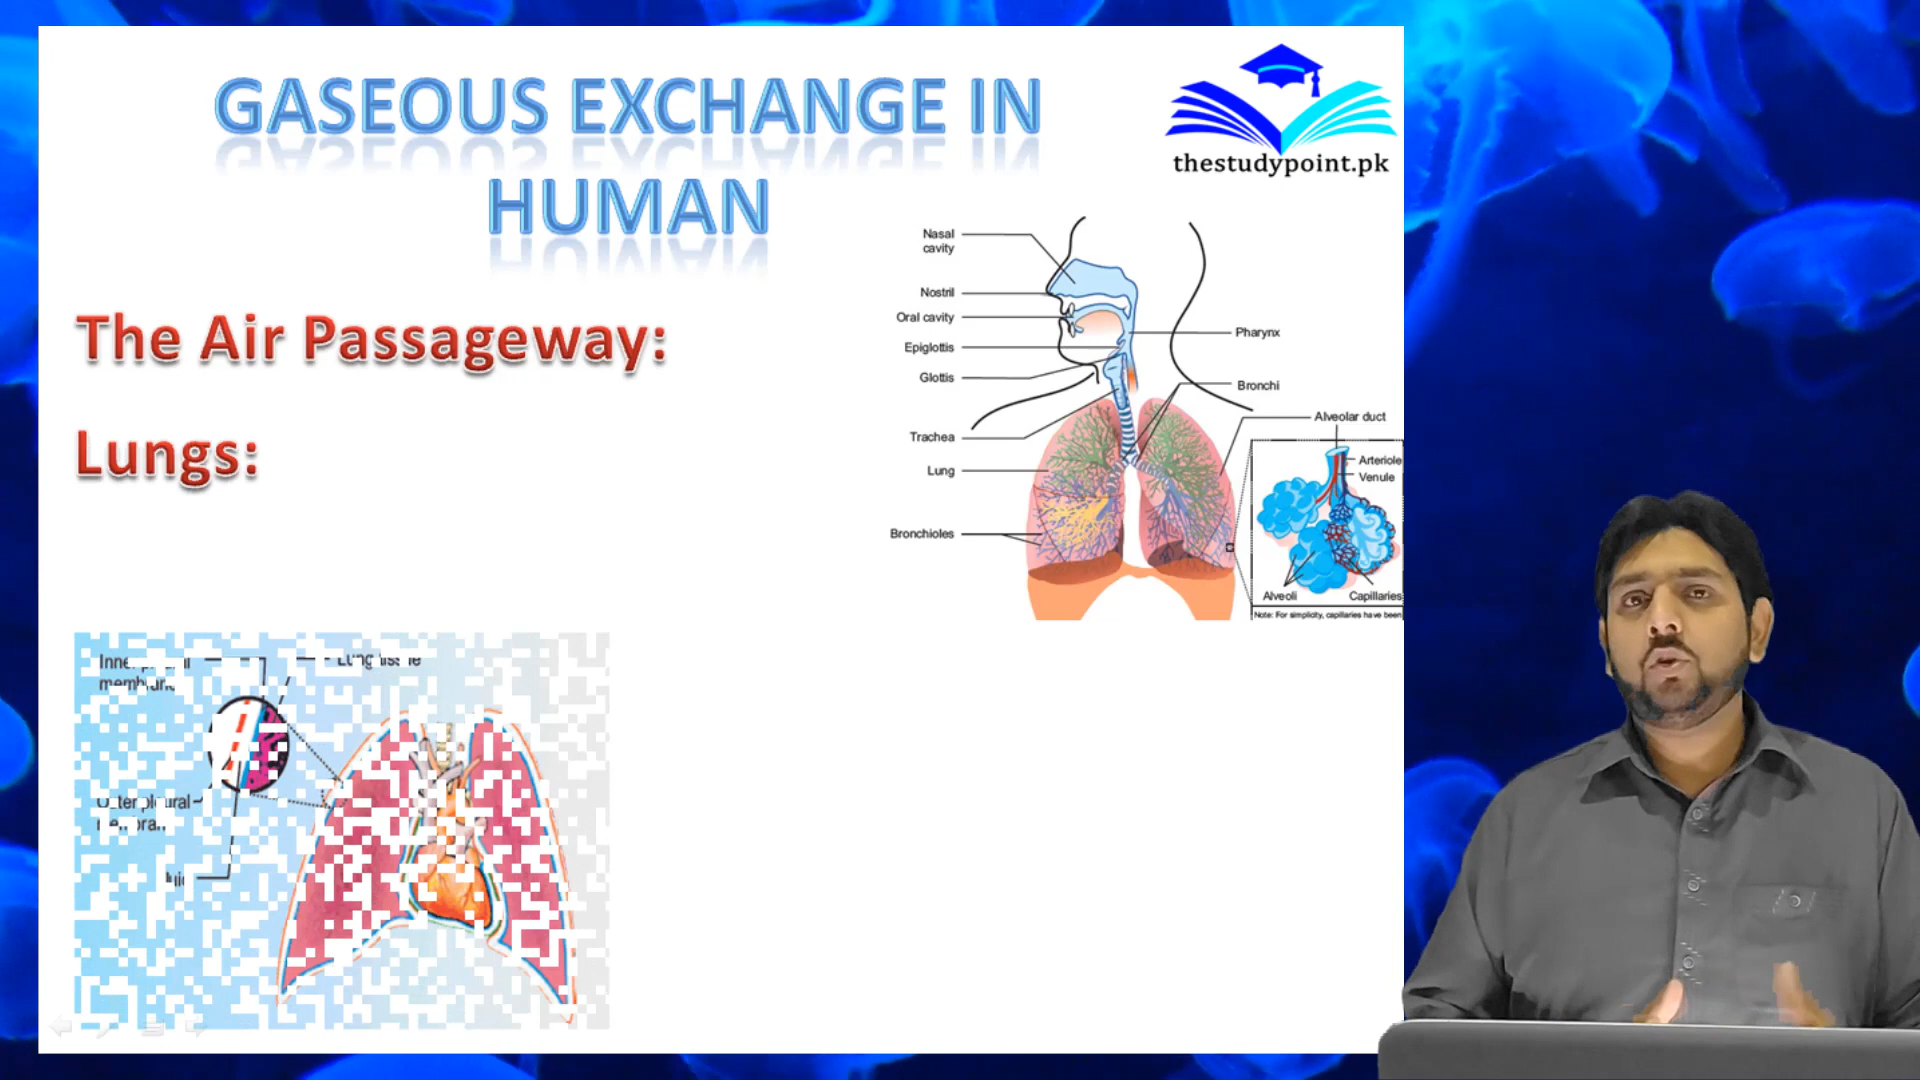 GASEOUS EXCHANGE IN
HUMAN
thestudypoint.pk
The Air Passageway:
Lungs:
Nasal
cavity
Nostril
Oral cavity
Epiglottis
Glottis
Trachea
Lung
Bronchioles
Pharynx
Bronchi
Alveolar duct
Arteriole
Venule
Alveoli
Capillaries
Note: For simplicity, capillaries have been
Lung tissue
membrane